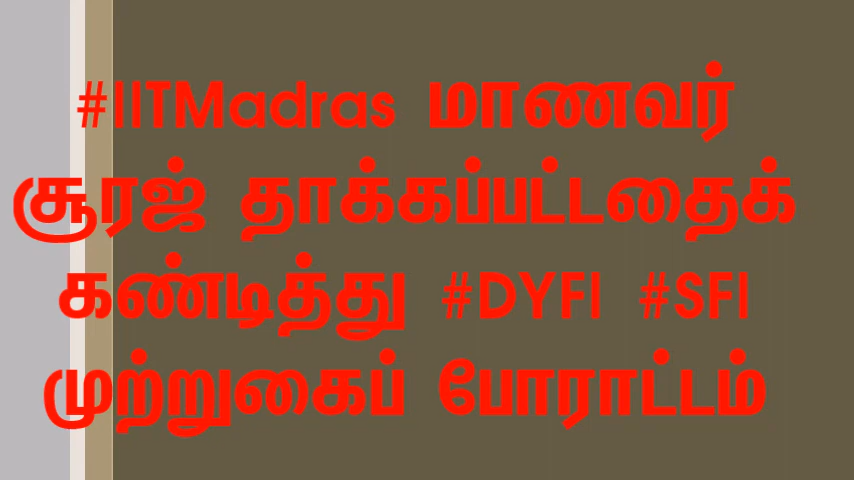 #IITMadras மாணவர்
சூரஜ் தாக்கப்பட்டதைக்
கண்டித்து #DYFI #SFI
முற்றுகைப் போராட்டம்